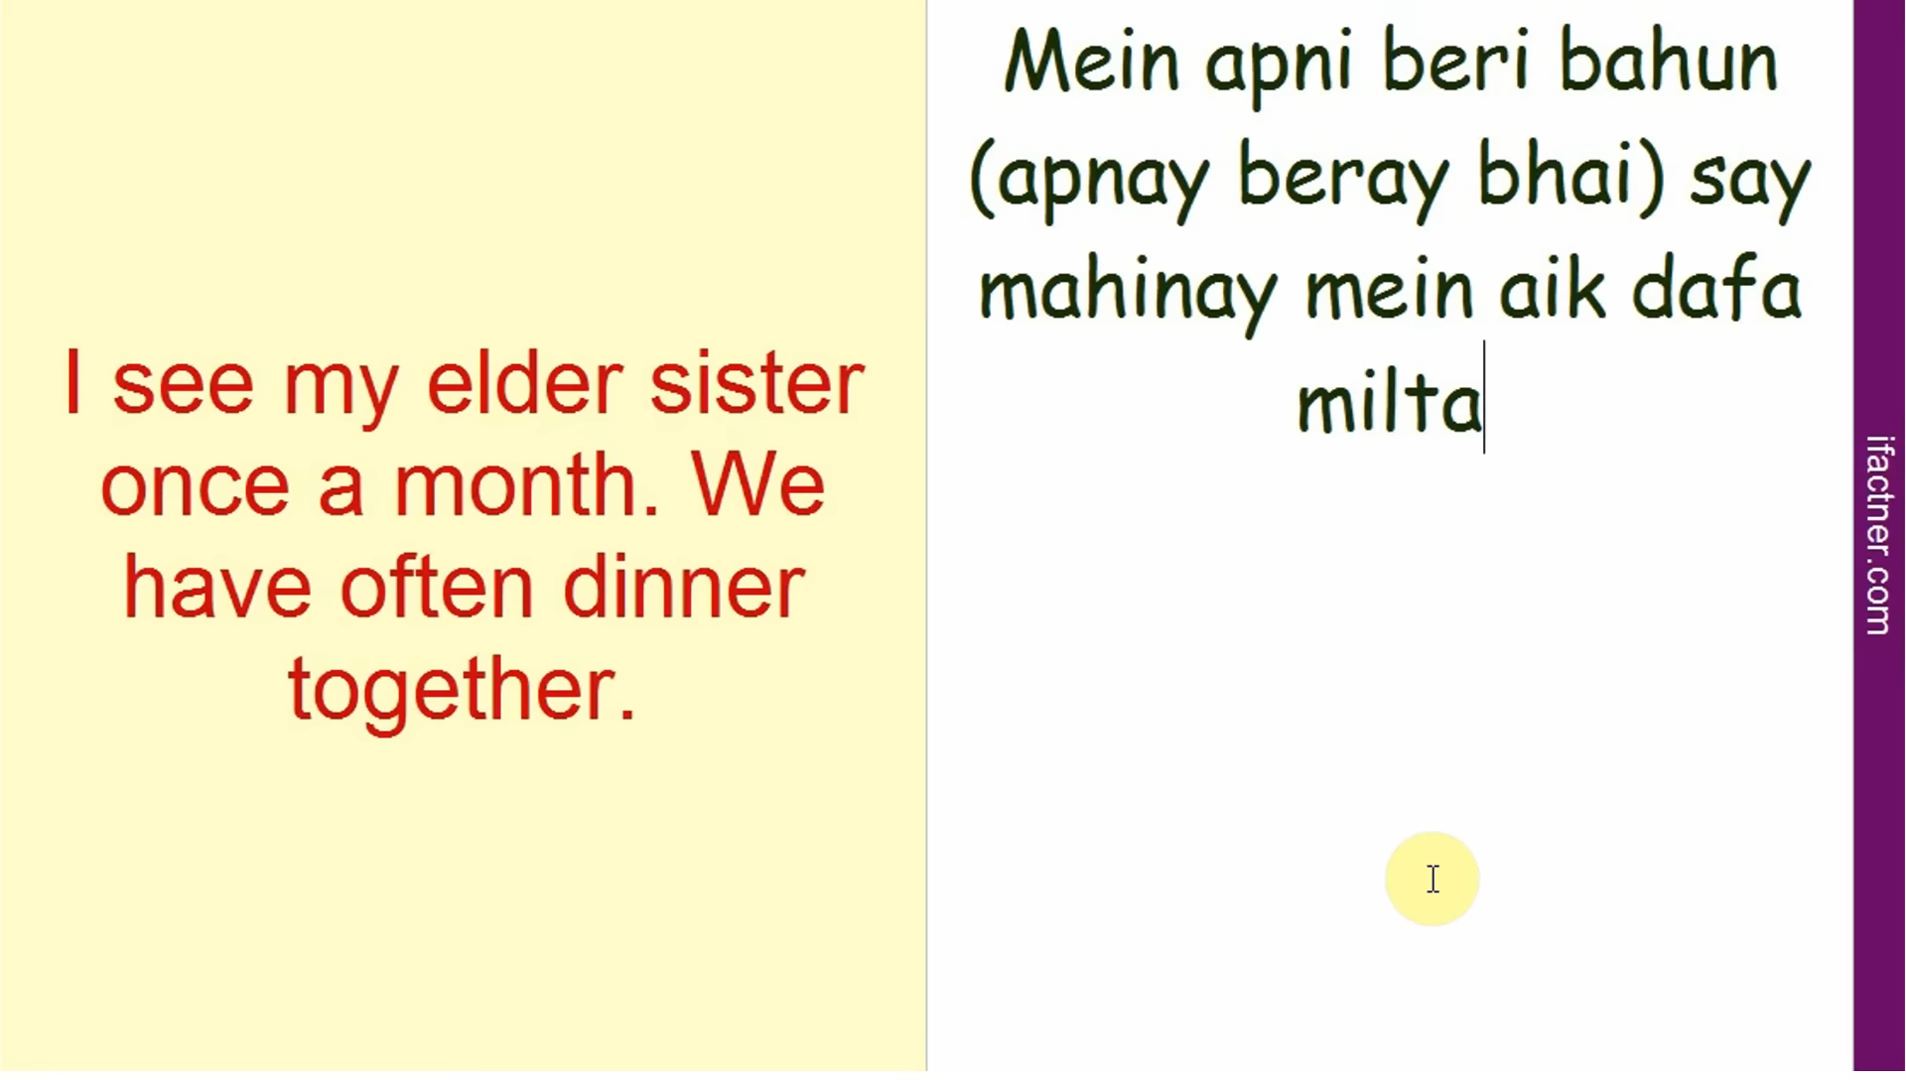 I see my elder sister
once a month. We
have often dinner
together.
Mein apni beri bahun
(apnay beray bhai) say
mahinay mein aik dafa
milta
ifactner.com